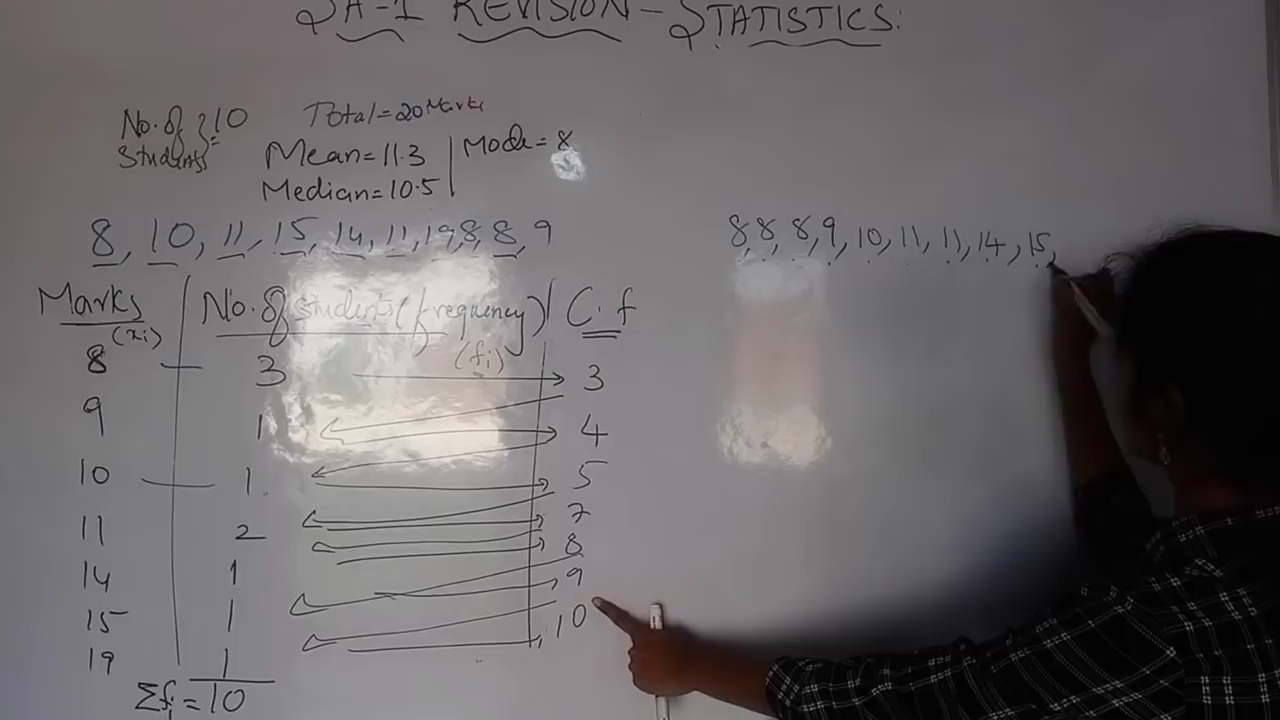 SA-1 REVISION - STATISTICS:
No. of Students } = 10
Total = 20 Marks
Mean = 11.3 | Mode = 8
Median = 10.5
8, 10, 11, 15, 14, 11, 19, 8, 8, 9
8, 8, 8, 9, 10, 11, 11, 14, 15,
Marks (xi) | No. of students (frequency) (fi) | C.f
8 3 3
9 1 4
10 1 5
11 2 7
14 1 8
15 1 9
19 1 10
Σfi = 10